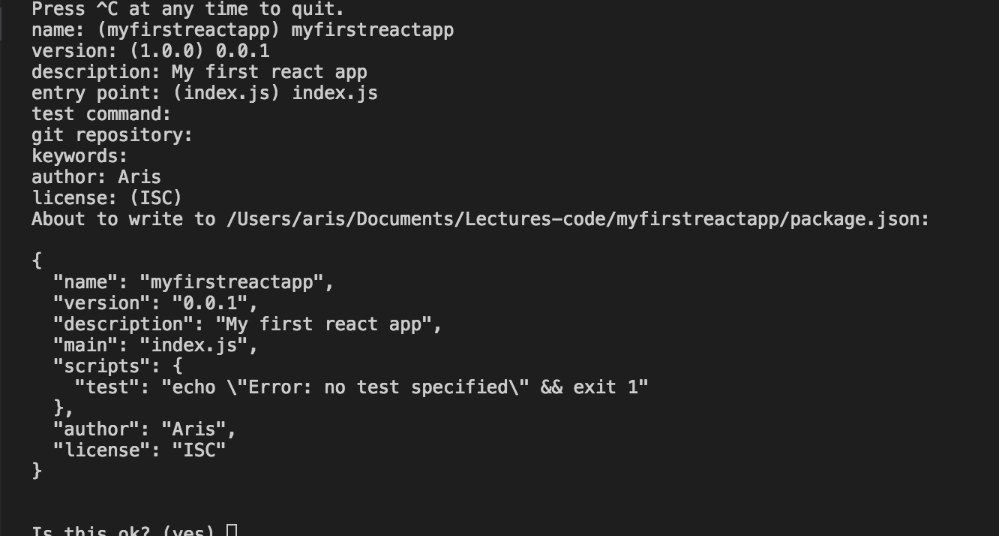 Press ^C at any time to quit.
name: (myfirstreactapp) myfirstreactapp
version: (1.0.0) 0.0.1
description: My first react app
entry point: (index.js) index.js
test command:
git repository:
keywords:
author: Aris
license: (ISC)
About to write to /Users/aris/Documents/Lectures-code/myfirstreactapp/package.json:

{
  "name": "myfirstreactapp",
  "version": "0.0.1",
  "description": "My first react app",
  "main": "index.js",
  "scripts": {
    "test": "echo \"Error: no test specified\" && exit 1"
  },
  "author": "Aris",
  "license": "ISC"
}

Is this ok? (yes)